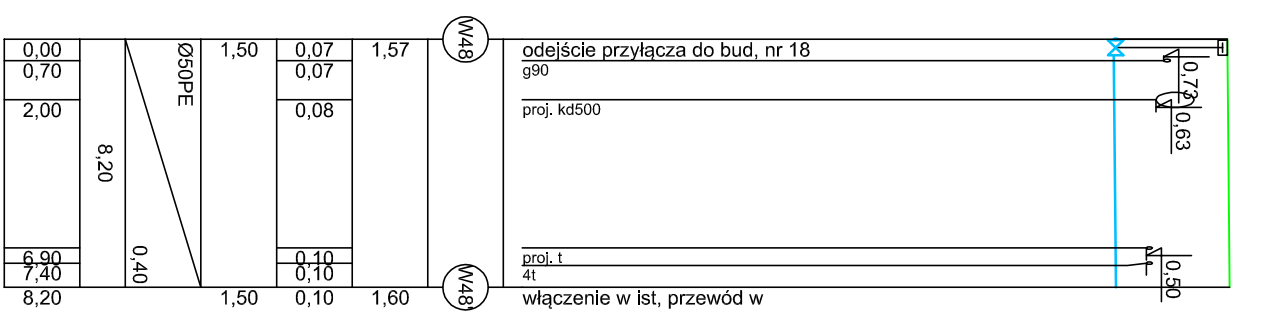 0,00 1,50 0,07 1,57 W48 odejście przyłącza do bud, nr 18
0,70 0,07 g90
2,00 0,08 proj. kd500
Ø50PE
8,20
0,40
0,73
0,63
6,90 0,10 proj. t
7,40 0,10 4t
0,50
8,20 1,50 0,10 1,60 W48' włączenie w ist, przewód w